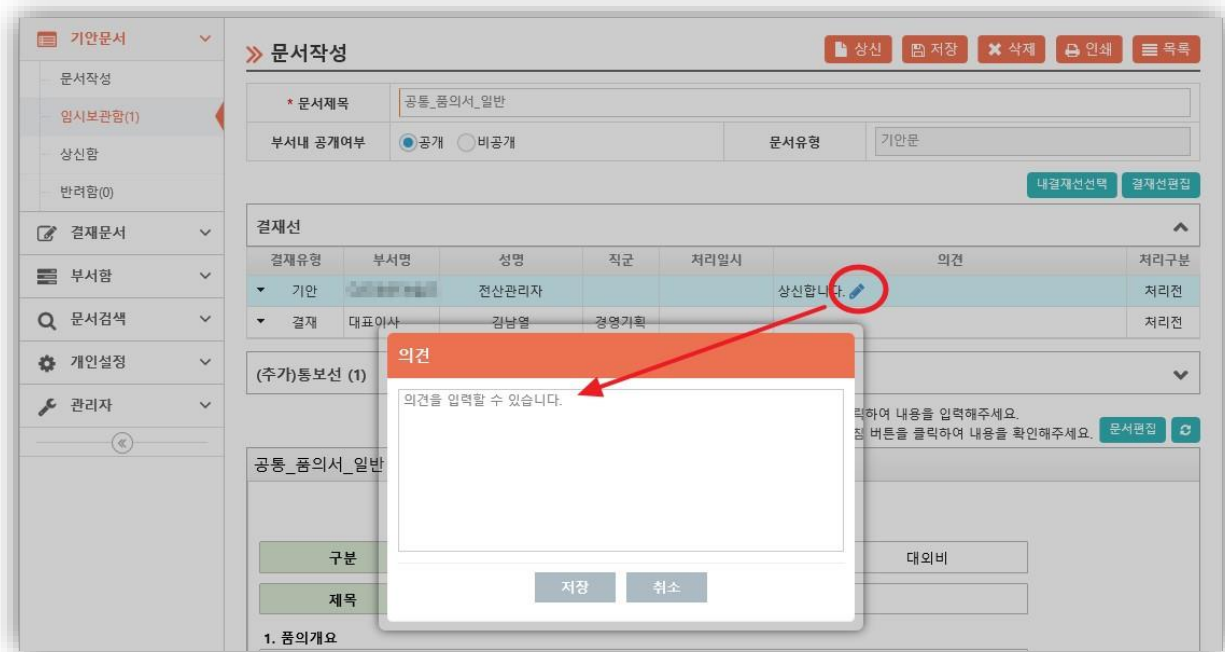 기안문서
문서작성
임시보관함(1)
상신함
반려함(0)
결재문서
부서함
문서검색
개인설정
관리자
문서작성
상신 저장 삭제 인쇄 목록
* 문서제목 공통_품의서_일반
부서내 공개여부 공개 비공개 문서유형 기안문
내결재선선택 결재선편집
결재선
결재유형 부서명 성명 직군 처리일시 의견 처리구분
기안 전산관리자 상신합니다. 처리전
결재 대표이사 김남열 경영기획 처리전
(추가)통보선 (1)
의견
의견을 입력할 수 있습니다.
저장 취소
릭하여 내용을 입력해주세요.
집 버튼을 클릭하여 내용을 확인해주세요. 문서편집
공통_품의서_일반
구분 대외비
제목
1. 품의개요